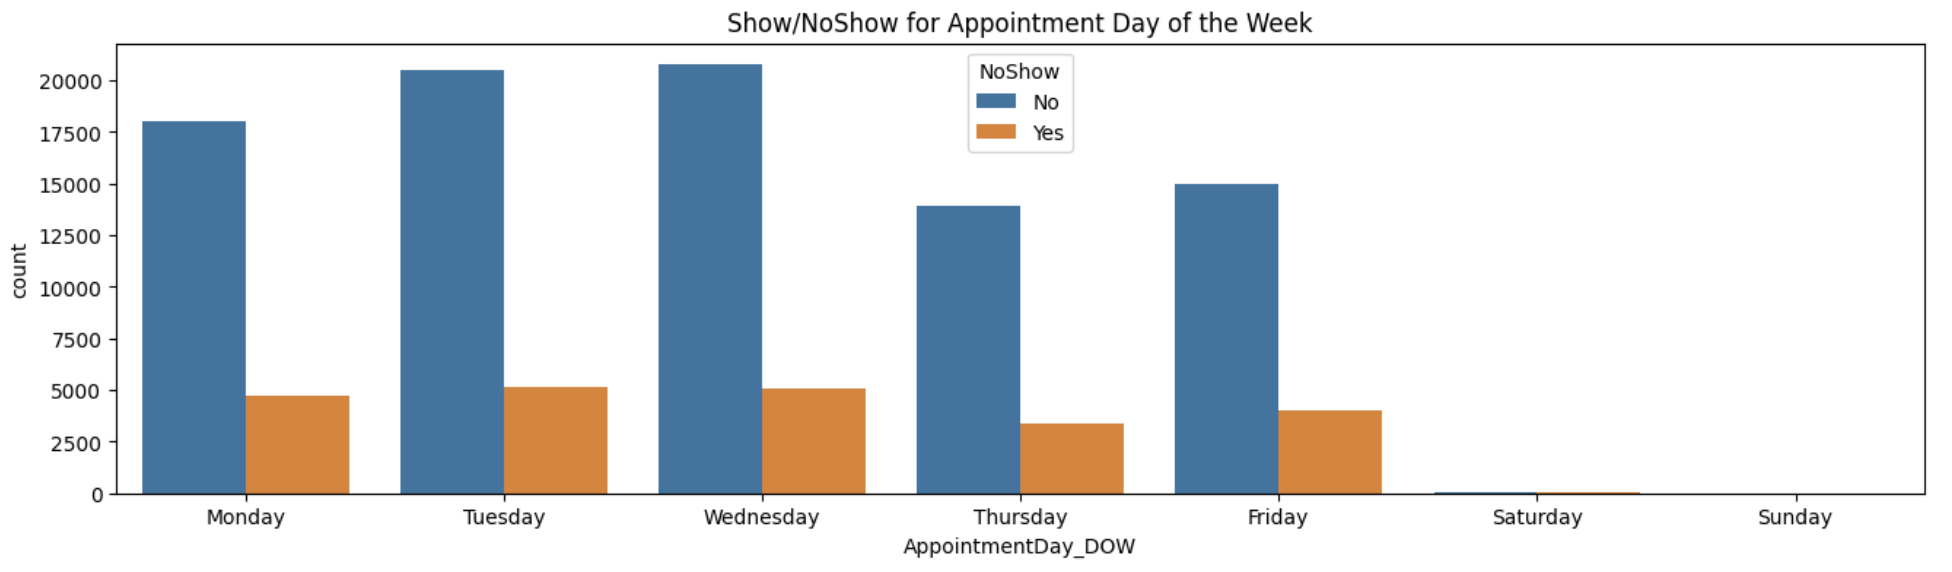 Show/NoShow for Appointment Day of the Week
NoShow
No
Yes
20000
17500
15000
12500
10000
7500
5000
2500
0
count
Monday Tuesday Wednesday Thursday Friday Saturday Sunday
AppointmentDay_DOW